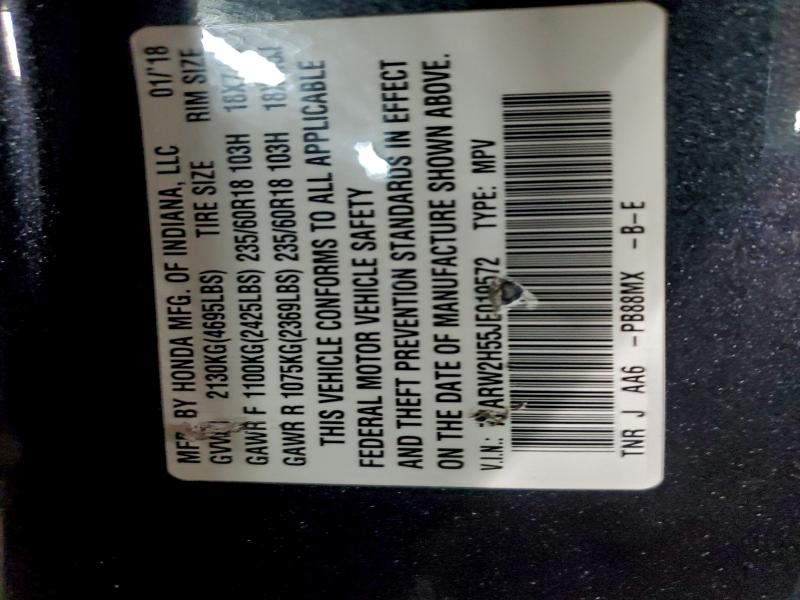 MFD. BY HONDA MFG. OF INDIANA, LLC 01/'18
2130KG(4695LBS) TIRE SIZE RIM SIZE
GAWR F 1100KG(2425LBS) 235/60R18 103H
GAWR R 1075KG(2369LBS) 235/60R18 103H
THIS VEHICLE CONFORMS TO ALL APPLICABLE
FEDERAL MOTOR VEHICLE SAFETY
AND THEFT PREVENTION STANDARDS IN EFFECT
ON THE DATE OF MANUFACTURE SHOWN ABOVE.
V.I.N.: TYPE: MPV
TNR J AA6 -PB88MX -B-E